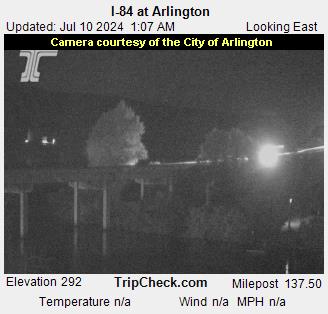 I-84 at Arlington
Updated: Jul 10 2024 1:07 AM Looking East
Camera courtesy of the City of Arlington
Elevation 292 TripCheck.com Milepost 137.50
Temperature n/a Wind n/a MPH n/a